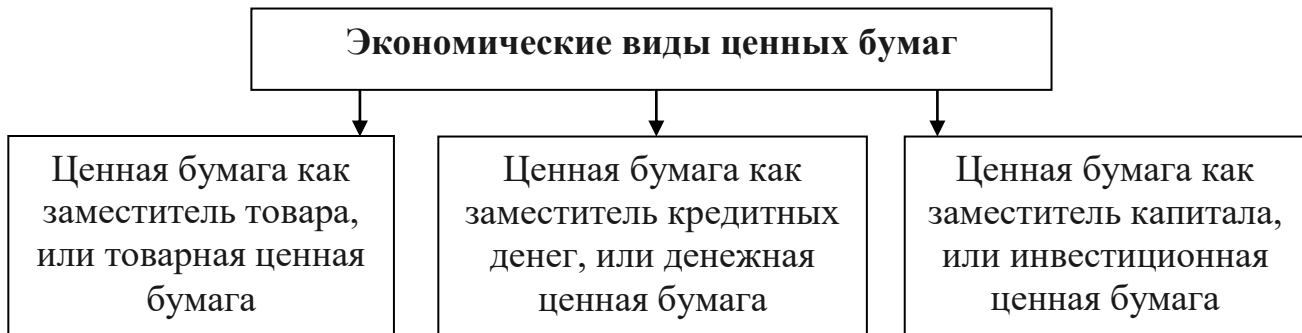 Экономические виды ценных бумаг
Ценная бумага как
заместитель товара,
или товарная ценная
бумага
Ценная бумага как
заместитель кредитных
денег, или денежная
ценная бумага
Ценная бумага как
заместитель капитала,
или инвестиционная
ценная бумага